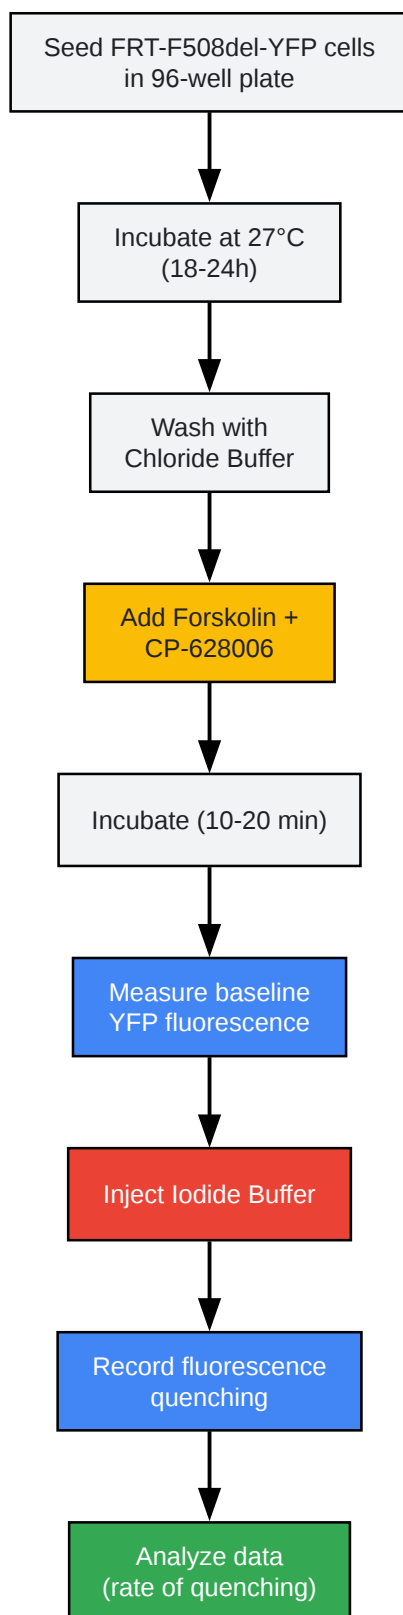 Seed FRT-F508del-YFP cells
in 96-well plate
Incubate at 27°C
(18-24h)
Wash with
Chloride Buffer
Add Forskolin +
CP-628006
Incubate (10-20 min)
Measure baseline
YFP fluorescence
Inject Iodide Buffer
Record fluorescence
quenching
Analyze data
(rate of quenching)